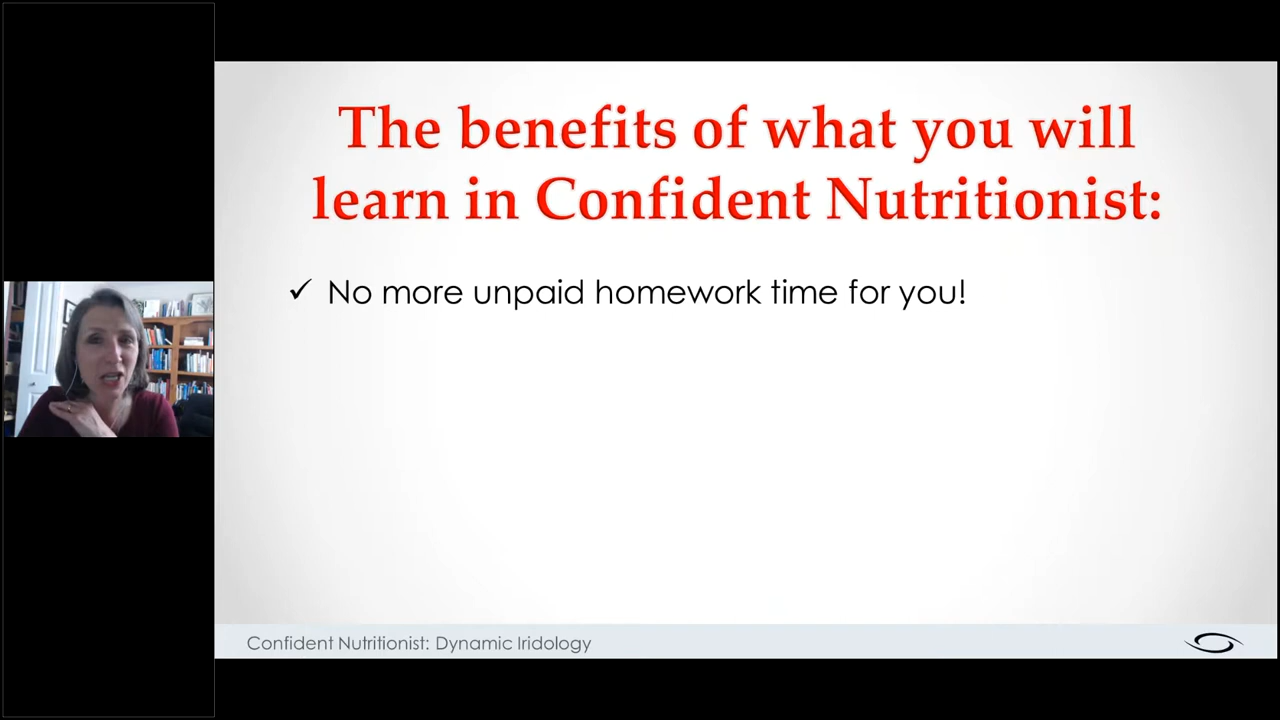 The benefits of what you will
learn in Confident Nutritionist:
✓ No more unpaid homework time for you!
Confident Nutritionist: Dynamic Iridology